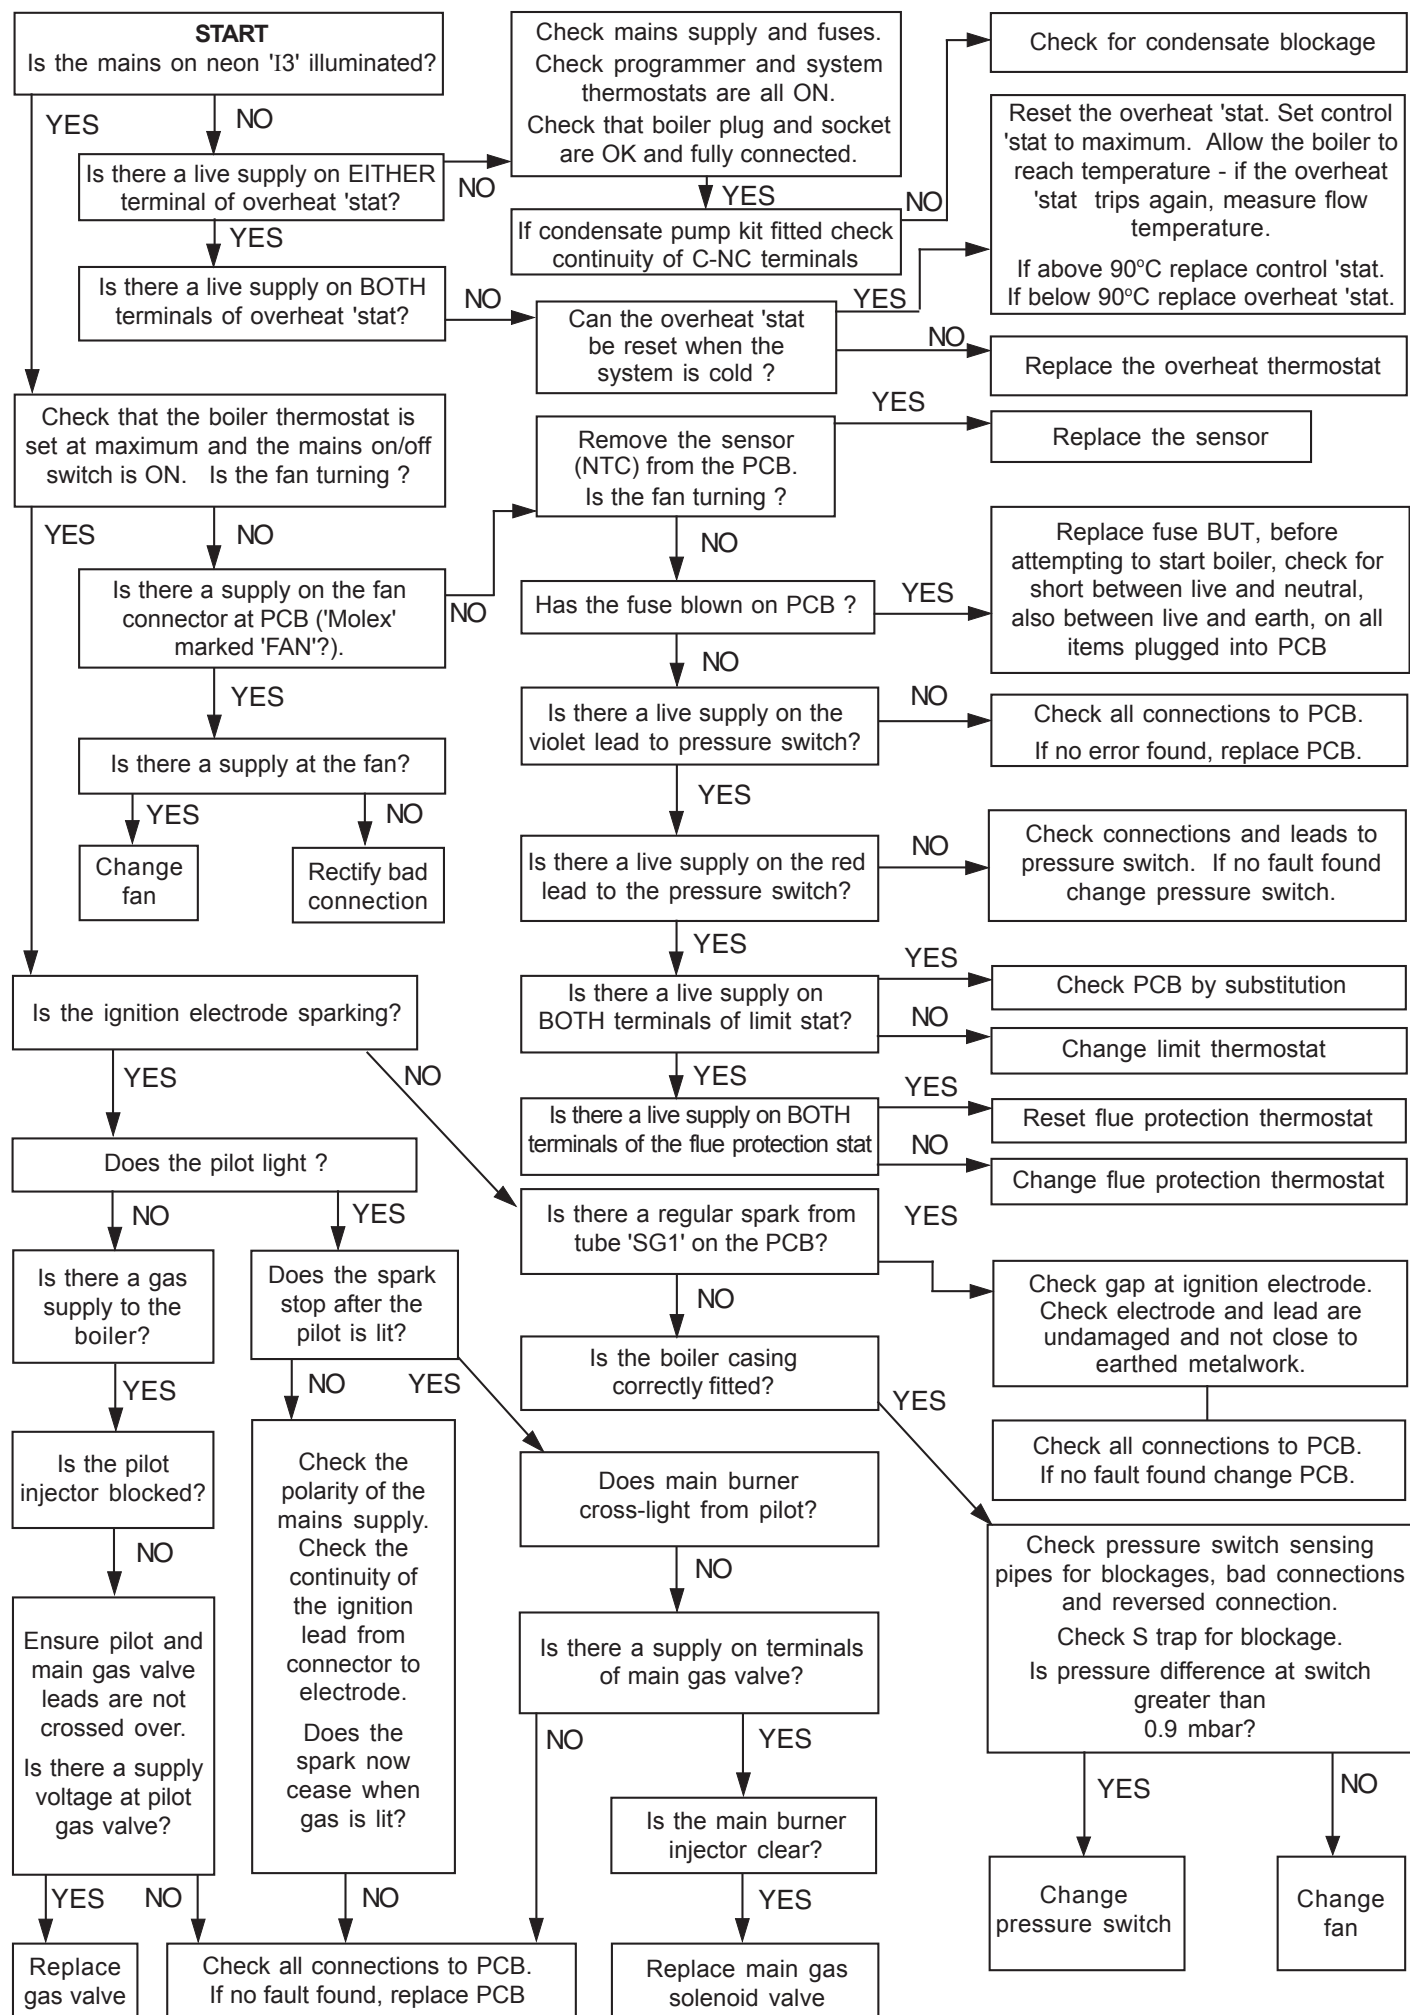 START
Is the mains on neon 'I3' illuminated?
YES
NO
Is there a live supply on EITHER
terminal of overheat 'stat?
NO
YES
Is there a live supply on BOTH
terminals of overheat 'stat?
NO
Check mains supply and fuses.
Check programmer and system
thermostats are all ON.
Check that boiler plug and socket
are OK and fully connected.
YES
If condensate pump kit fitted check
continuity of C-NC terminals
NO
Check for condensate blockage
Can the overheat 'stat
be reset when the
system is cold ?
YES
NO
Reset the overheat 'stat. Set control
'stat to maximum. Allow the boiler to
reach temperature - if the overheat
'stat trips again, measure flow
temperature.
If above 90°C replace control 'stat.
If below 90°C replace overheat 'stat.
Replace the overheat thermostat
Check that the boiler thermostat is
set at maximum and the mains on/off
switch is ON. Is the fan turning ?
YES
NO
Is there a supply on the fan
connector at PCB ('Molex'
marked 'FAN'?).
NO
YES
Is there a supply at the fan?
YES
NO
Change
fan
Rectify bad
connection
Remove the sensor
(NTC) from the PCB.
Is the fan turning ?
YES
Replace the sensor
NO
Has the fuse blown on PCB ?
YES
Replace fuse BUT, before
attempting to start boiler, check for
short between live and neutral,
also between live and earth, on all
items plugged into PCB
NO
Is there a live supply on the
violet lead to pressure switch?
NO
Check all connections to PCB.
If no error found, replace PCB.
YES
Is there a live supply on the red
lead to the pressure switch?
NO
Check connections and leads to
pressure switch. If no fault found
change pressure switch.
YES
Is there a live supply on
BOTH terminals of limit stat?
YES
Check PCB by substitution
NO
Change limit thermostat
YES
Is there a live supply on BOTH
terminals of the flue protection stat
YES
Reset flue protection thermostat
NO
Change flue protection thermostat
Is the ignition electrode sparking?
YES
NO
Does the pilot light ?
NO
YES
Is there a gas
supply to the
boiler?
YES
Is the pilot
injector blocked?
NO
Ensure pilot and
main gas valve
leads are not
crossed over.
Is there a supply
voltage at pilot
gas valve?
YES
NO
Replace
gas valve
Does the spark
stop after the
pilot is lit?
NO
YES
Check the
polarity of the
mains supply.
Check the
continuity of
the ignition
lead from
connector to
electrode.
Does the
spark now
cease when
gas is lit?
NO
Check all connections to PCB.
If no fault found, replace PCB
Is there a regular spark from
tube 'SG1' on the PCB?
YES
Check gap at ignition electrode.
Check electrode and lead are
undamaged and not close to
earthed metalwork.
Check all connections to PCB.
If no fault found change PCB.
NO
Is the boiler casing
correctly fitted?
YES
Does main burner
cross-light from pilot?
NO
Is there a supply on terminals
of main gas valve?
NO
YES
Is the main burner
injector clear?
YES
Replace main gas
solenoid valve
Check pressure switch sensing
pipes for blockages, bad connections
and reversed connection.
Check S trap for blockage.
Is pressure difference at switch
greater than
0.9 mbar?
YES
NO
Change
pressure switch
Change
fan